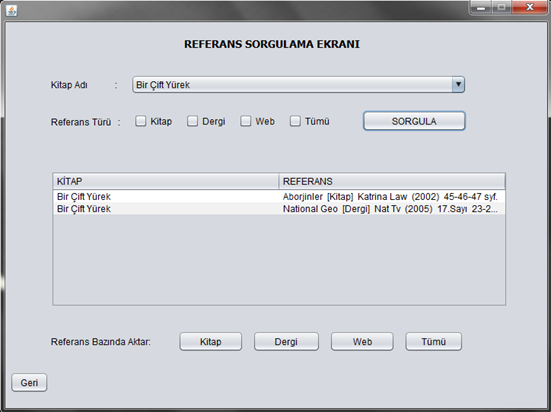 REFERANS SORGULAMA EKRANI
Kitap Adı : Bir Çift Yürek
Referans Türü : Kitap Dergi Web Tümü SORGULA
KİTAP REFERANS
Bir Çift Yürek Aborjinler [Kitap] Katrina Law (2002) 45-46-47 syf.
Bir Çift Yürek National Geo [Dergi] Nat Tv (2005) 17.Sayı 23-2...
Referans Bazında Aktar: Kitap Dergi Web Tümü
Geri